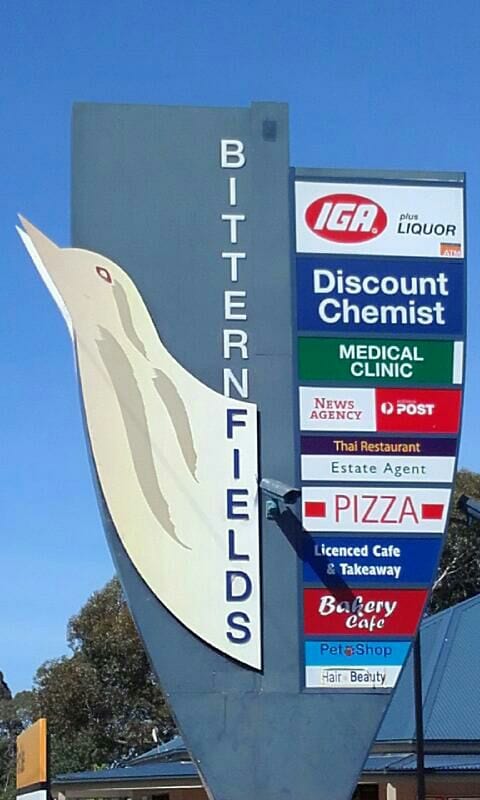 BITTERNFIELDS
IGA
plus
LIQUOR
ATM
Discount
Chemist
MEDICAL
CLINIC
NEWS
AGENCY
POST
Thai Restaurant
Estate Agent
PIZZA
Licenced Cafe
& Takeaway
Bakery
Cafe
Pet Shop
Hair Beauty